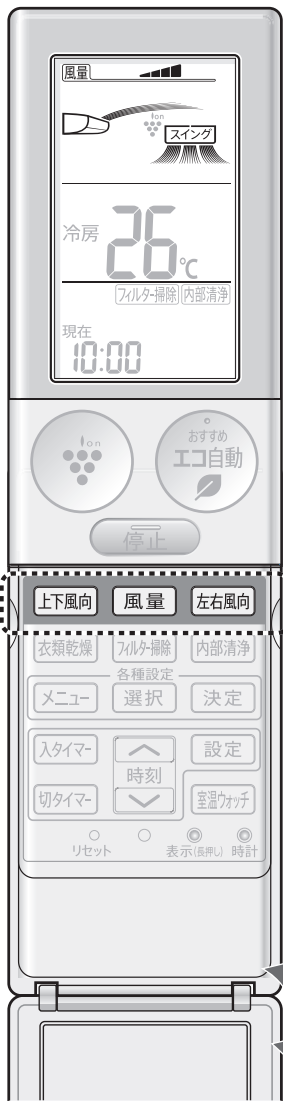 風量
ion
スイング
冷房 26℃
フィルター掃除 内部清浄
現在
10:00
ion
おすすめ
エコ自動
停止
上下風向 風量 左右風向
衣類乾燥 フィルター掃除 内部清浄
各種設定
メニュー 選択 決定
入タイマー 設定
時刻
切タイマー 室温ウォッチ
リセット 表示(長押し) 時計